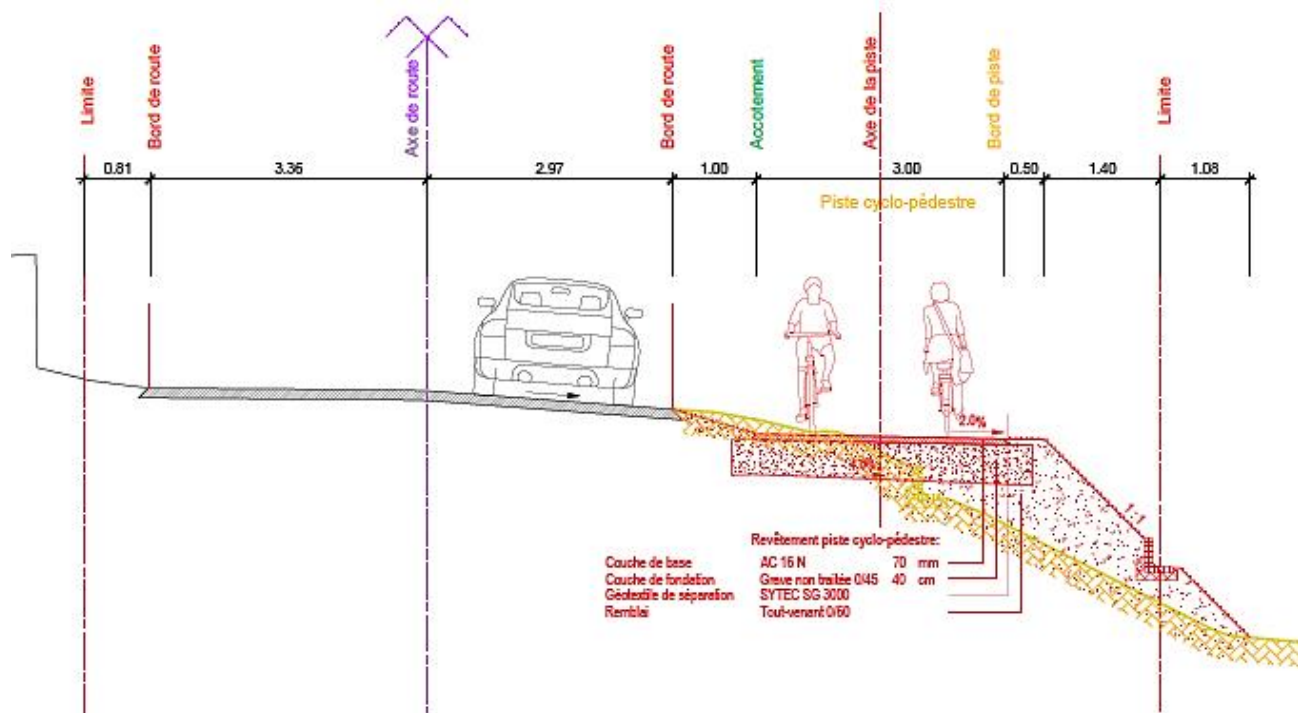 Limite
Bord de route
Axe de route
Bord de route
Accotement
Axe de la piste
Bord de piste
Limite
0.81 3.36 2.97 1.00 3.00 0.50 1.40 1.08
Piste cyclo-pédestre
2.0%
1:1
Revêtement piste cyclo-pédestre:
Couche de base AC 16 N 70 mm
Couche de fondation Grave non traitée 0/45 40 cm
Géotextile de séparation SYTEC SG 3000
Remblai Tout-venant 0/60